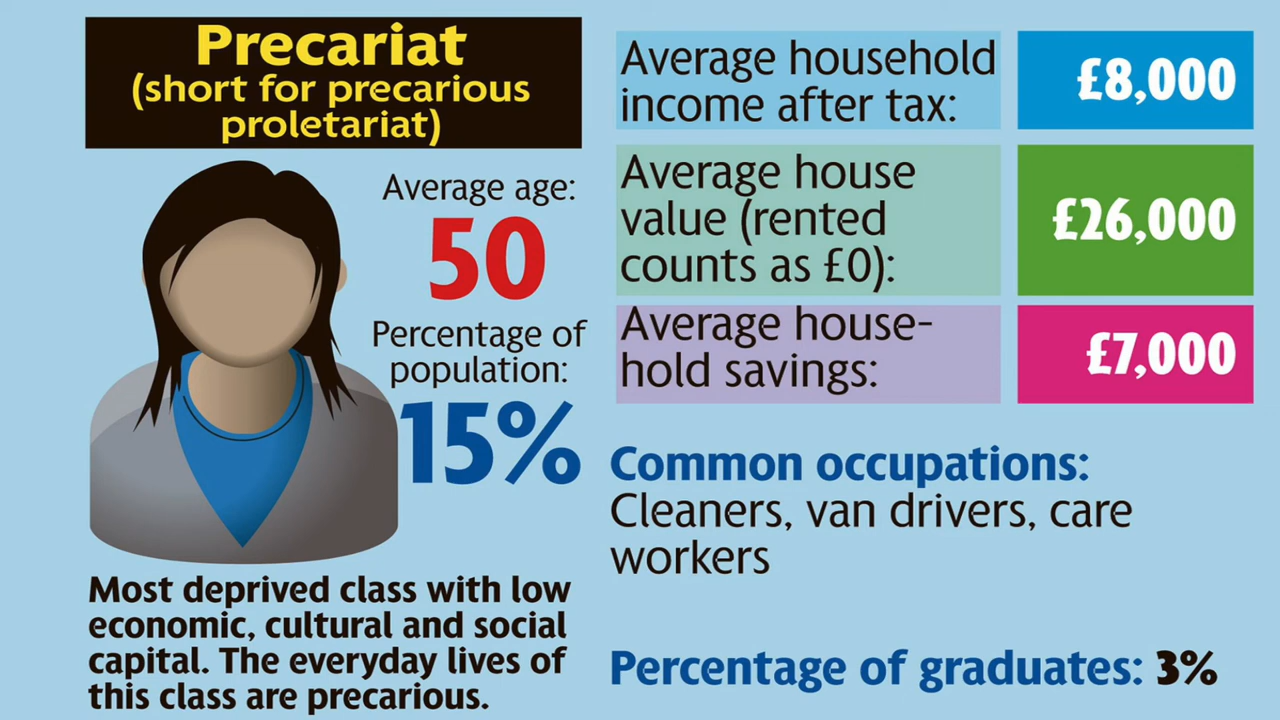 Precariat
(short for precarious
proletariat)
Average age:
50
Percentage of
population:
15%
Most deprived class with low
economic, cultural and social
capital. The everyday lives of
this class are precarious.
Average household
income after tax:
£8,000
Average house
value (rented
counts as £0):
£26,000
Average house-
hold savings:
£7,000
Common occupations:
Cleaners, van drivers, care
workers
Percentage of graduates: 3%